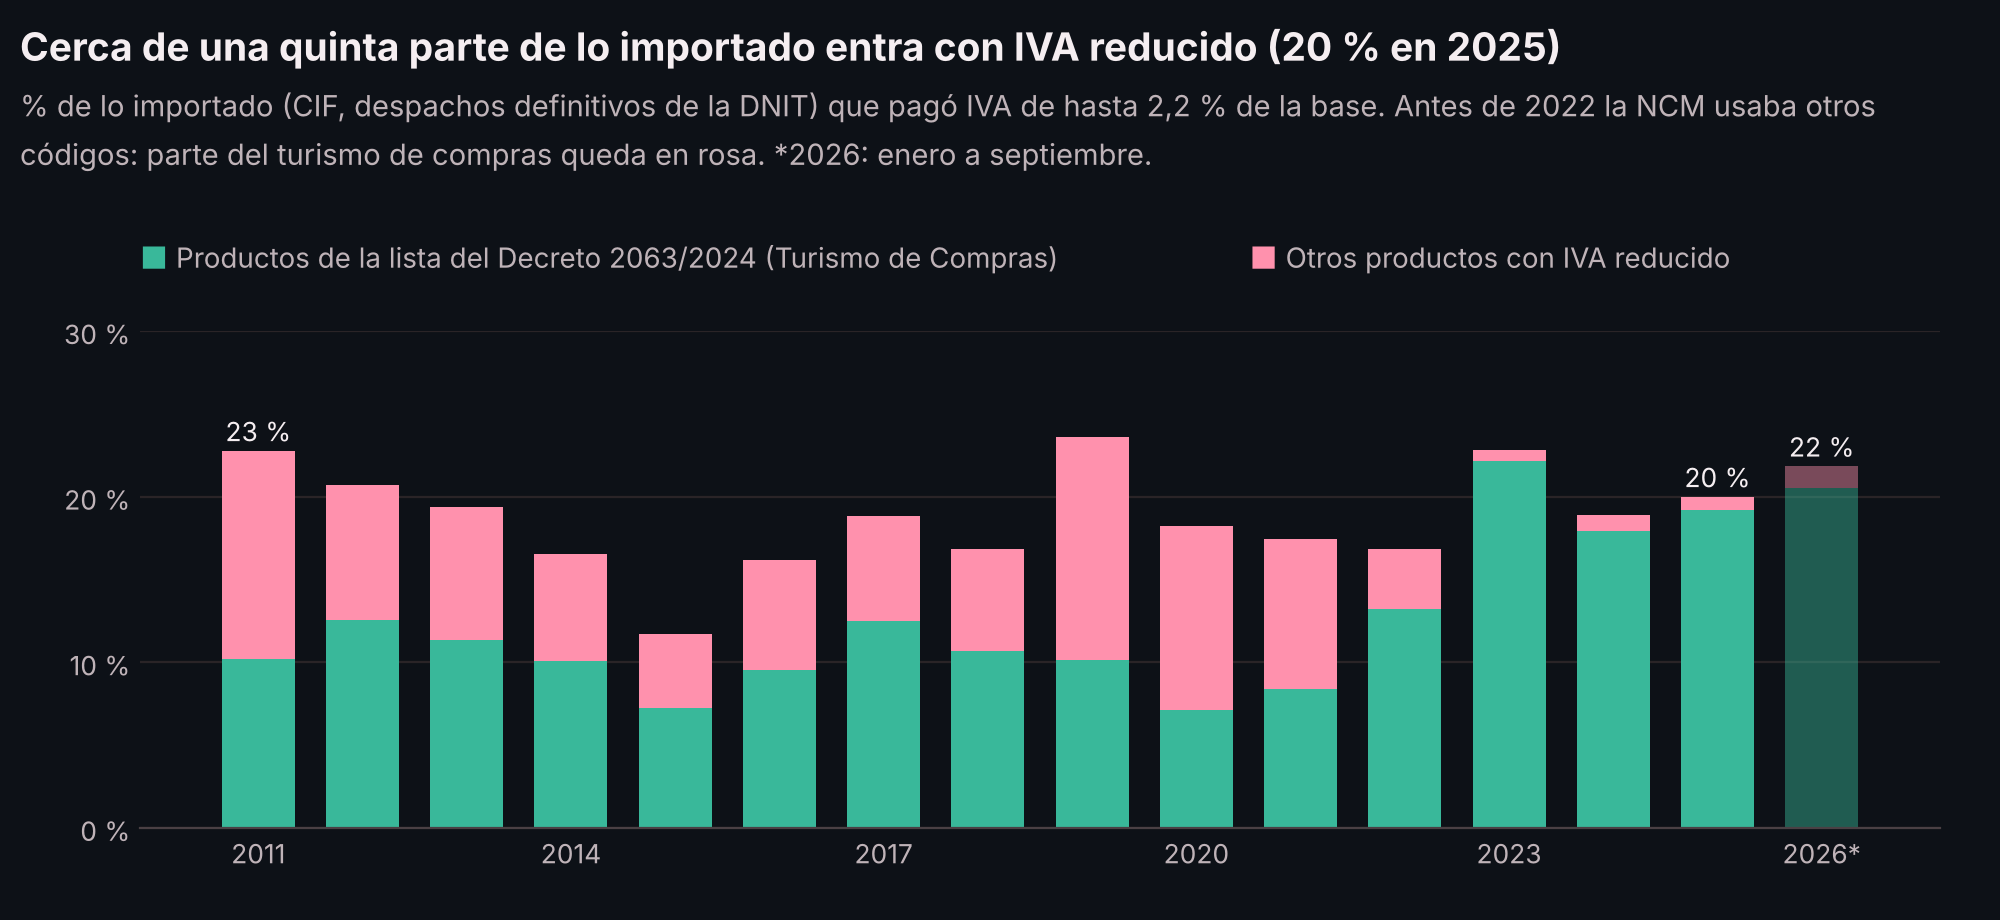 Cerca de una quinta parte de lo importado entra con IVA reducido (20 % en 2025)
% de lo importado (CIF, despachos definitivos de la DNIT) que pagó IVA de hasta 2,2 % de la base. Antes de 2022 la NCM usaba otros
códigos: parte del turismo de compras queda en rosa. *2026: enero a septiembre.
Productos de la lista del Decreto 2063/2024 (Turismo de Compras)
Otros productos con IVA reducido
30 %
23 %
22 %
20 %
20 %
10 %
0 %
2011
2014
2017
2020
2023
2026*